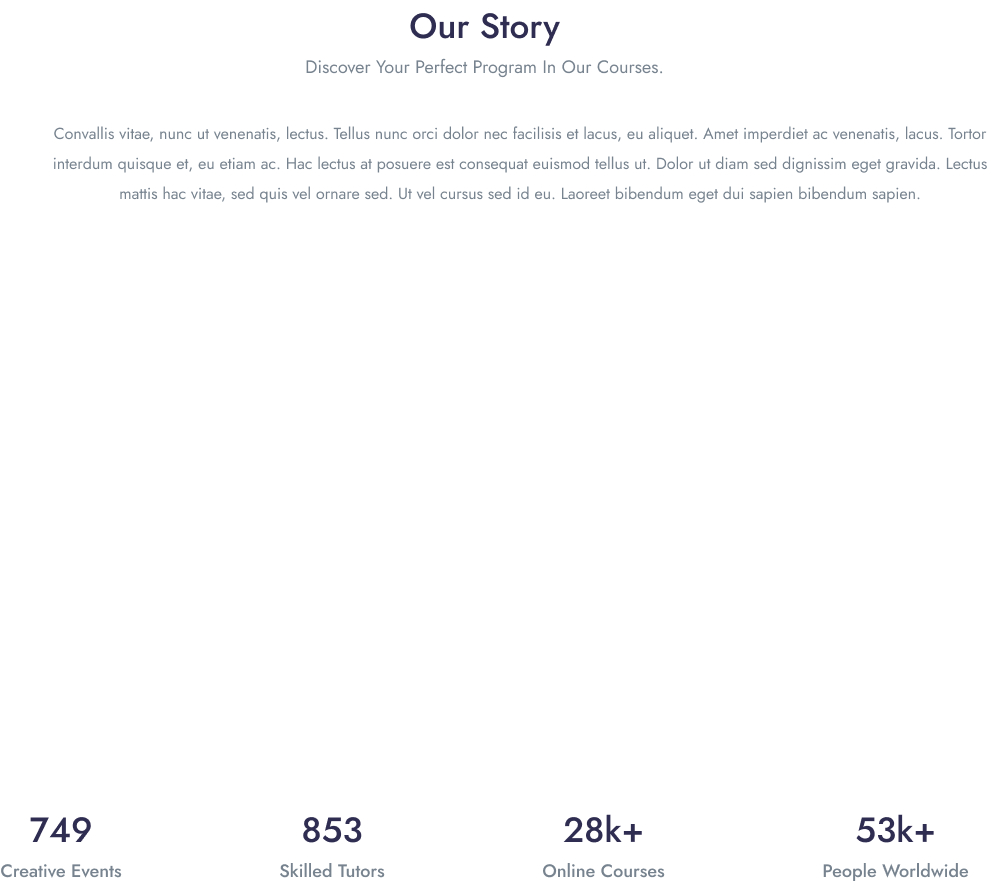 Our Story
Discover Your Perfect Program In Our Courses.
Convallis vitae, nunc ut venenatis, lectus. Tellus nunc orci dolor nec facilisis et lacus, eu aliquet. Amet imperdiet ac venenatis, lacus. Tortor
interdum quisque et, eu etiam ac. Hac lectus at posuere est consequat euismod tellus ut. Dolor ut diam sed dignissim eget gravida. Lectus
mattis hac vitae, sed quis vel ornare sed. Ut vel cursus sed id eu. Laoreet bibendum eget dui sapien bibendum sapien.
749 853 28k+ 53k+
Creative Events Skilled Tutors Online Courses People Worldwide